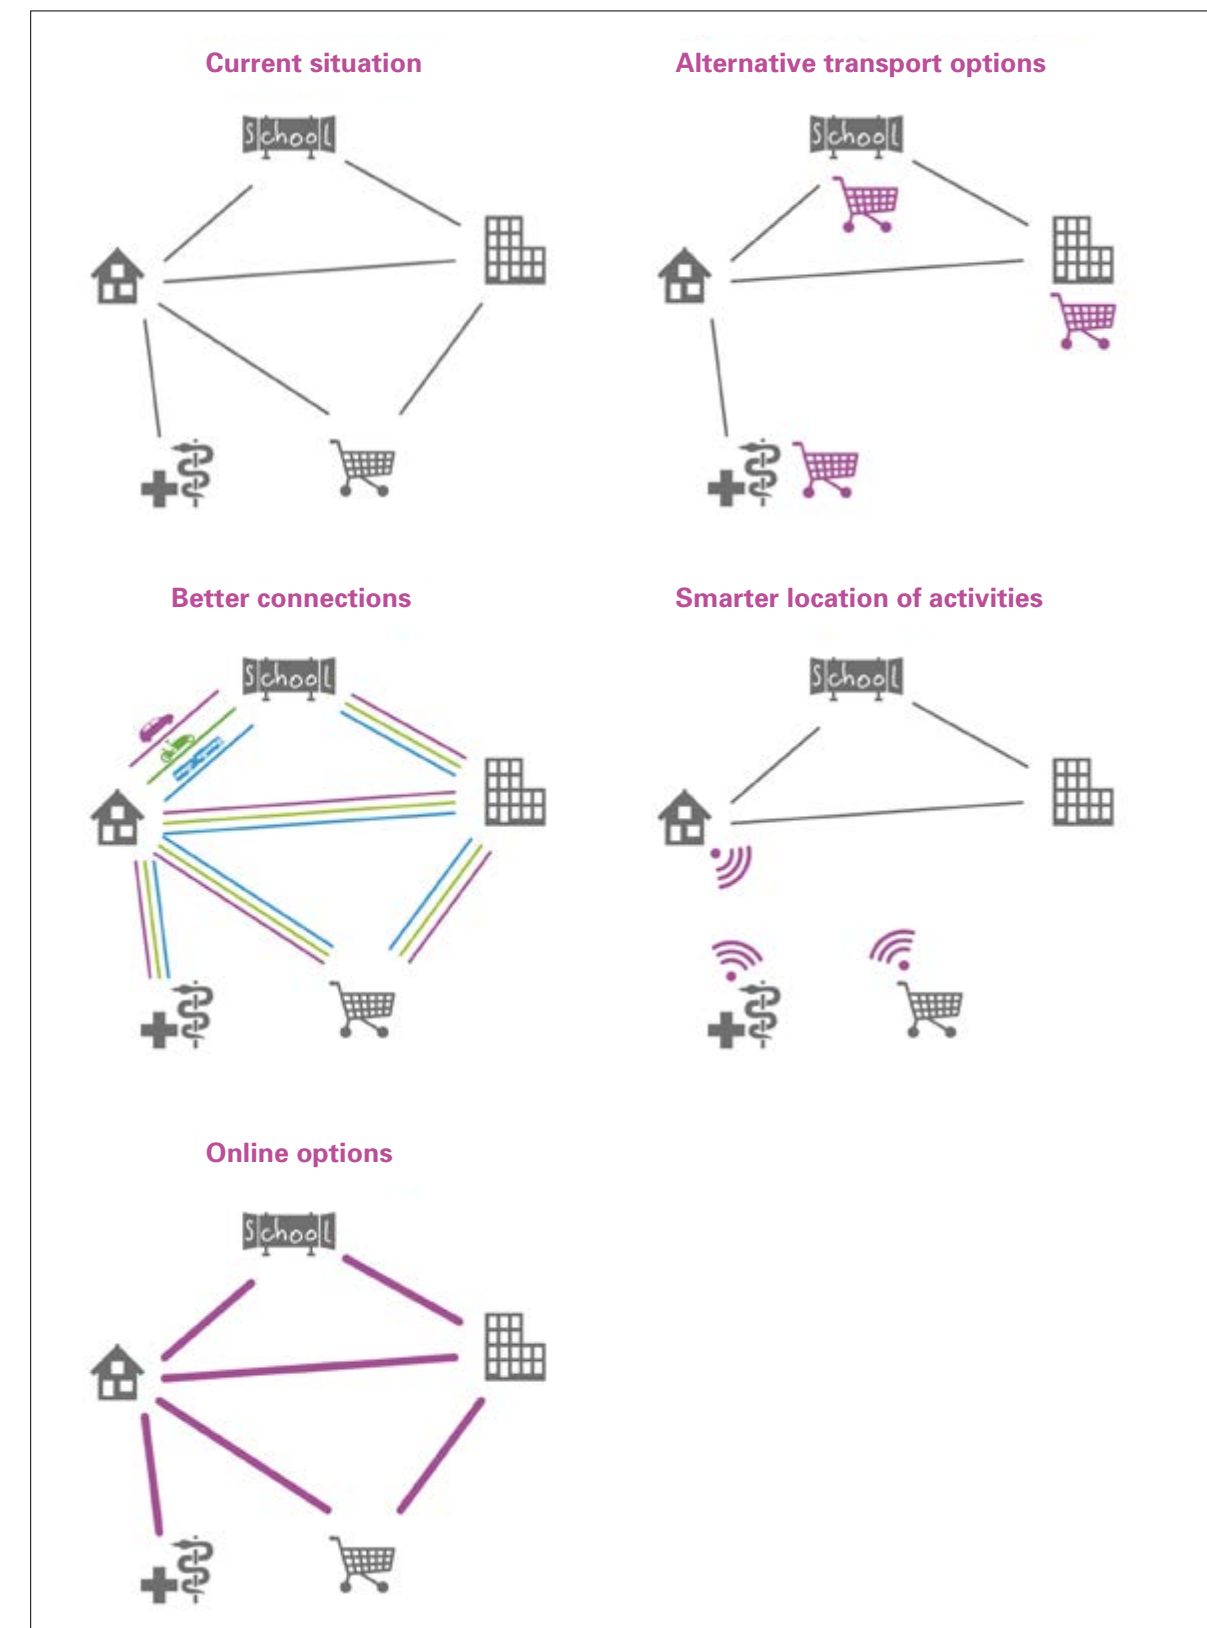 Current situation
Alternative transport options
School
School
Better connections
Smarter location of activities
School
School
Online options
School